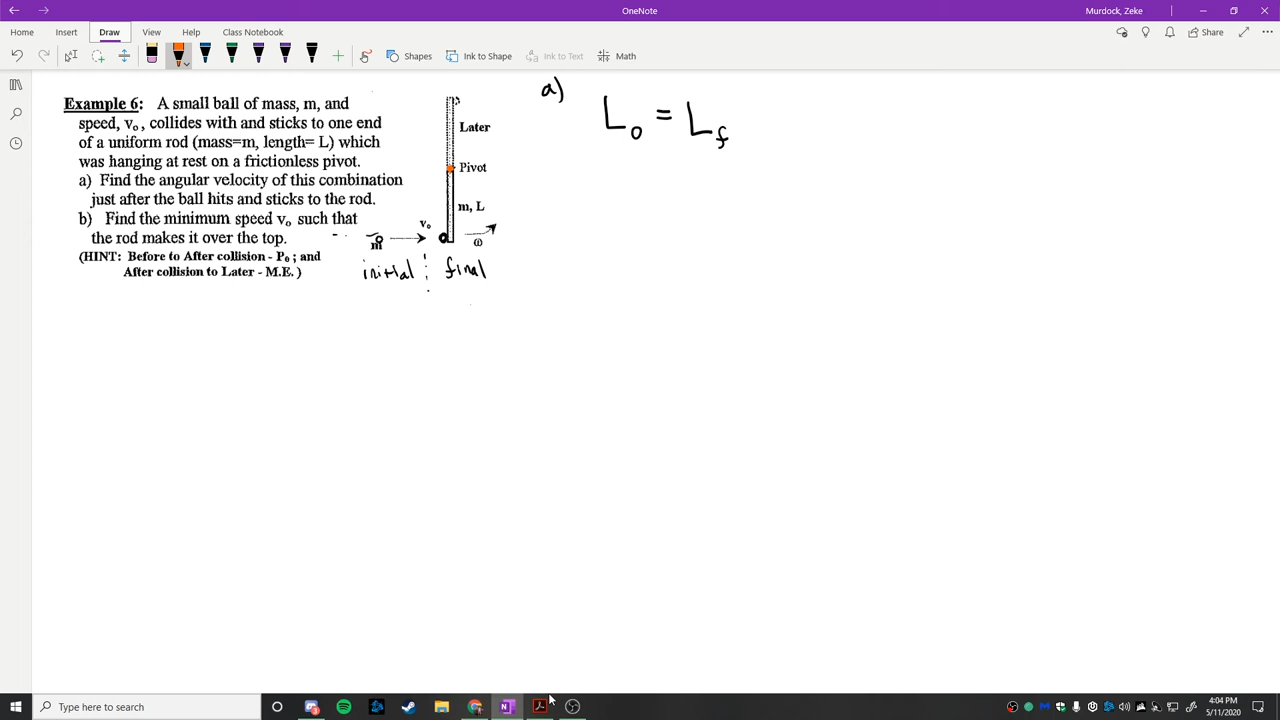 OneNote
Murdock, Zeke
Home Insert Draw View Help Class Notebook
Share
Shapes Ink to Shape Ink to Text Math
Example 6: A small ball of mass, m, and
speed, vₒ, collides with and sticks to one end
of a uniform rod (mass=m, length= L) which
was hanging at rest on a frictionless pivot.
a) Find the angular velocity of this combination
just after the ball hits and sticks to the rod.
b) Find the minimum speed vₒ such that
the rod makes it over the top.
(HINT: Before to After collision - Pₒ ; and
After collision to Later - M.E. )
Later
Pivot
m, L
vₒ
m
ω
initial final
a)
L₀ = L_f
Type here to search
4:04 PM
5/11/2020